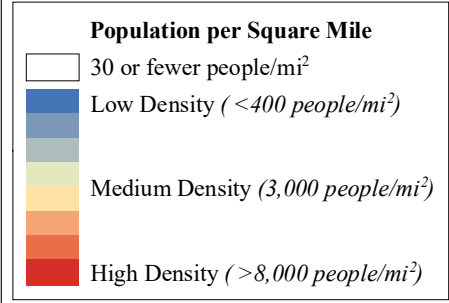 Population per Square Mile
30 or fewer people/mi²
Low Density ( <400 people/mi²)
Medium Density (3,000 people/mi²)
High Density ( >8,000 people/mi²)